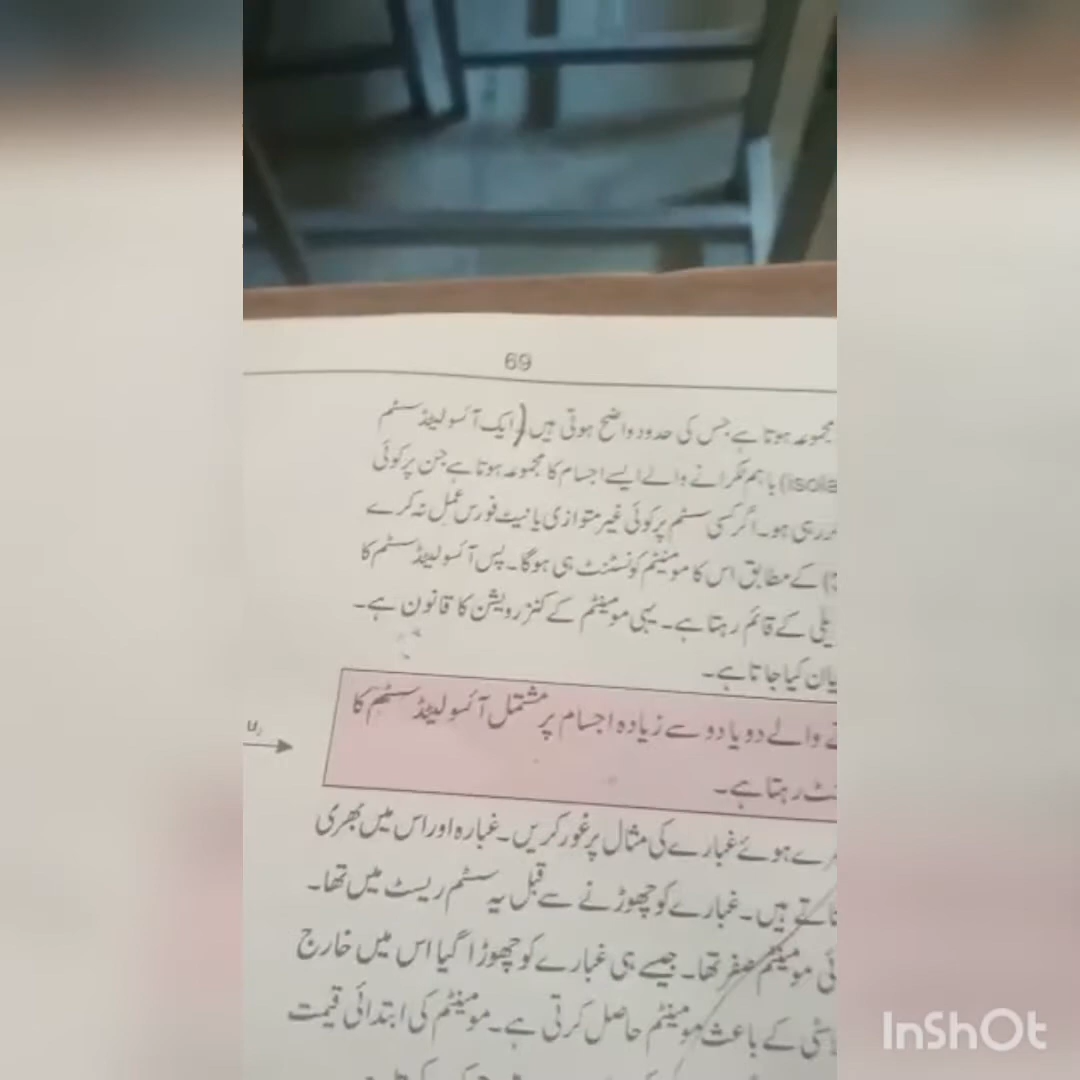 69
مجموعہ ہوتا ہے جس کی حدود واضح ہوتی ہیں (ایک آئسولیٹڈ سسٹم
isola) باہم ٹکرانے والے ایسے اجسام کا مجموعہ ہوتا ہے جن پر کوئی
رہی ہو۔ اگر کسی سسٹم پر کوئی غیر متوازی یا نیٹ فورس عمل نہ کرے
کے مطابق اس کا مومینٹم کونسٹنٹ ہی ہوگا۔ پس آئسولیٹڈ سسٹم کا
کے قائم رہتا ہے۔ یہی مومینٹم کے کنزرویشن کا قانون ہے۔
کیا جاتا ہے۔
والے دو یا دو سے زیادہ اجسام پر مشتمل آئسولیٹڈ سسٹم کا
رہتا ہے۔
u
ہوئے غبارے کی مثال پر غور کریں۔ غبارہ اور اس میں بھری
ہیں۔ غبارے کو چھوڑنے سے قبل یہ سسٹم ریسٹ میں تھا۔
مومینٹم صفر تھا۔ جیسے ہی غبارے کو چھوڑا گیا اس میں خارج
کے باعث مومینٹم حاصل کرتی ہے۔ مومینٹم کی ابتدائی قیمت
InShOt